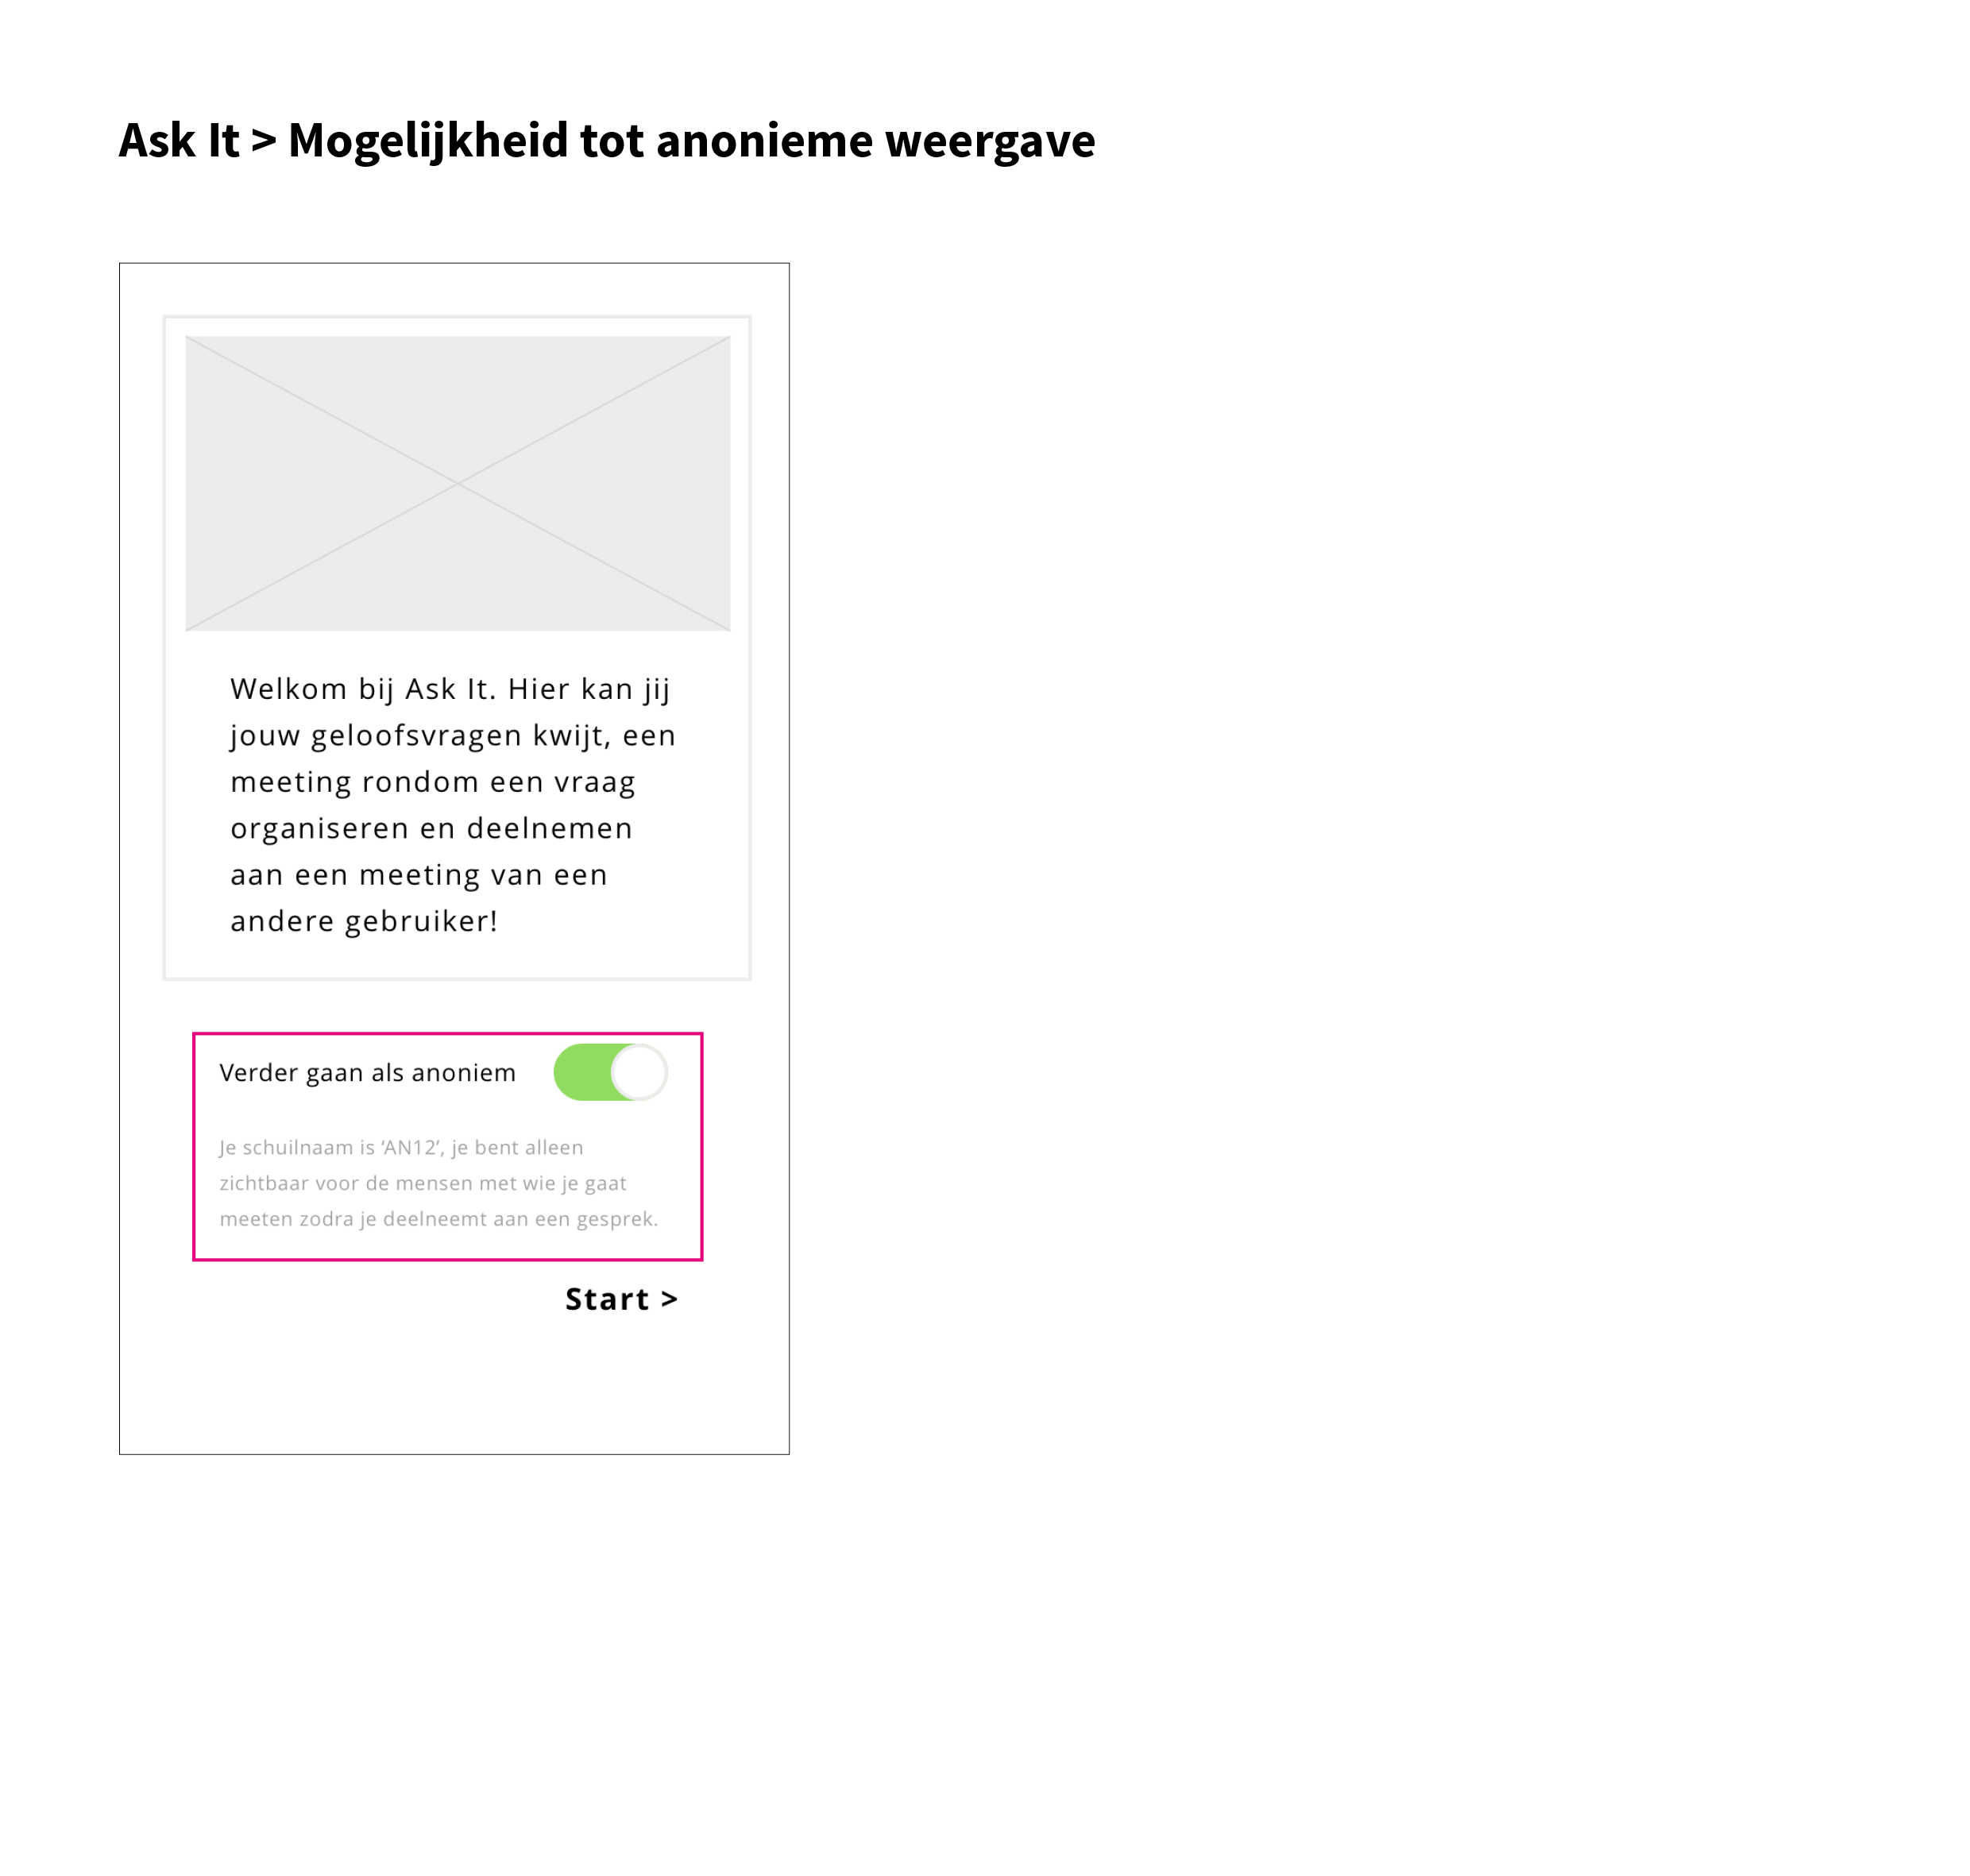 Ask It > Mogelijkheid tot anonieme weergave
Welkom bij Ask It. Hier kan jij
jouw geloofsvragen kwijt, een
meeting rondom een vraag
organiseren en deelnemen
aan een meeting van een
andere gebruiker!
Verder gaan als anoniem
Je schuilnaam is ‘AN12’, je bent alleen
zichtbaar voor de mensen met wie je gaat
meeten zodra je deelneemt aan een gesprek.
Start >